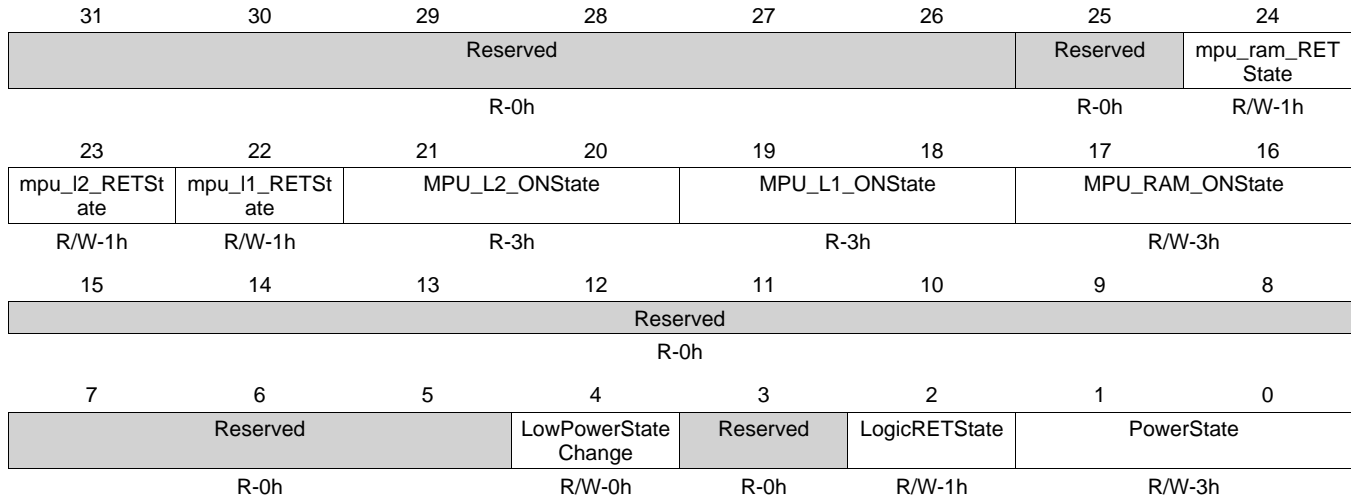 31 30 29 28 27 26 25 24
Reserved Reserved mpu_ram_RET
State
R-0h R-0h R/W-1h
23 22 21 20 19 18 17 16
mpu_l2_RETSt mpu_l1_RETSt MPU_L2_ONState MPU_L1_ONState MPU_RAM_ONState
ate ate
R/W-1h R/W-1h R-3h R-3h R/W-3h
15 14 13 12 11 10 9 8
Reserved
R-0h
7 6 5 4 3 2 1 0
Reserved LowPowerState Reserved LogicRETState PowerState
Change
R-0h R/W-0h R-0h R/W-1h R/W-3h